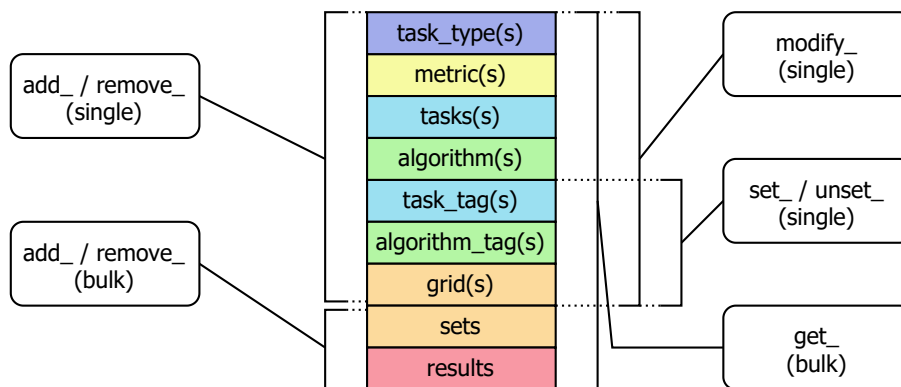 add_ / remove_
(single)
add_ / remove_
(bulk)
task_type(s)
metric(s)
tasks(s)
algorithm(s)
task_tag(s)
algorithm_tag(s)
grid(s)
sets
results
modify_
(single)
set_ / unset_
(single)
get_
(bulk)